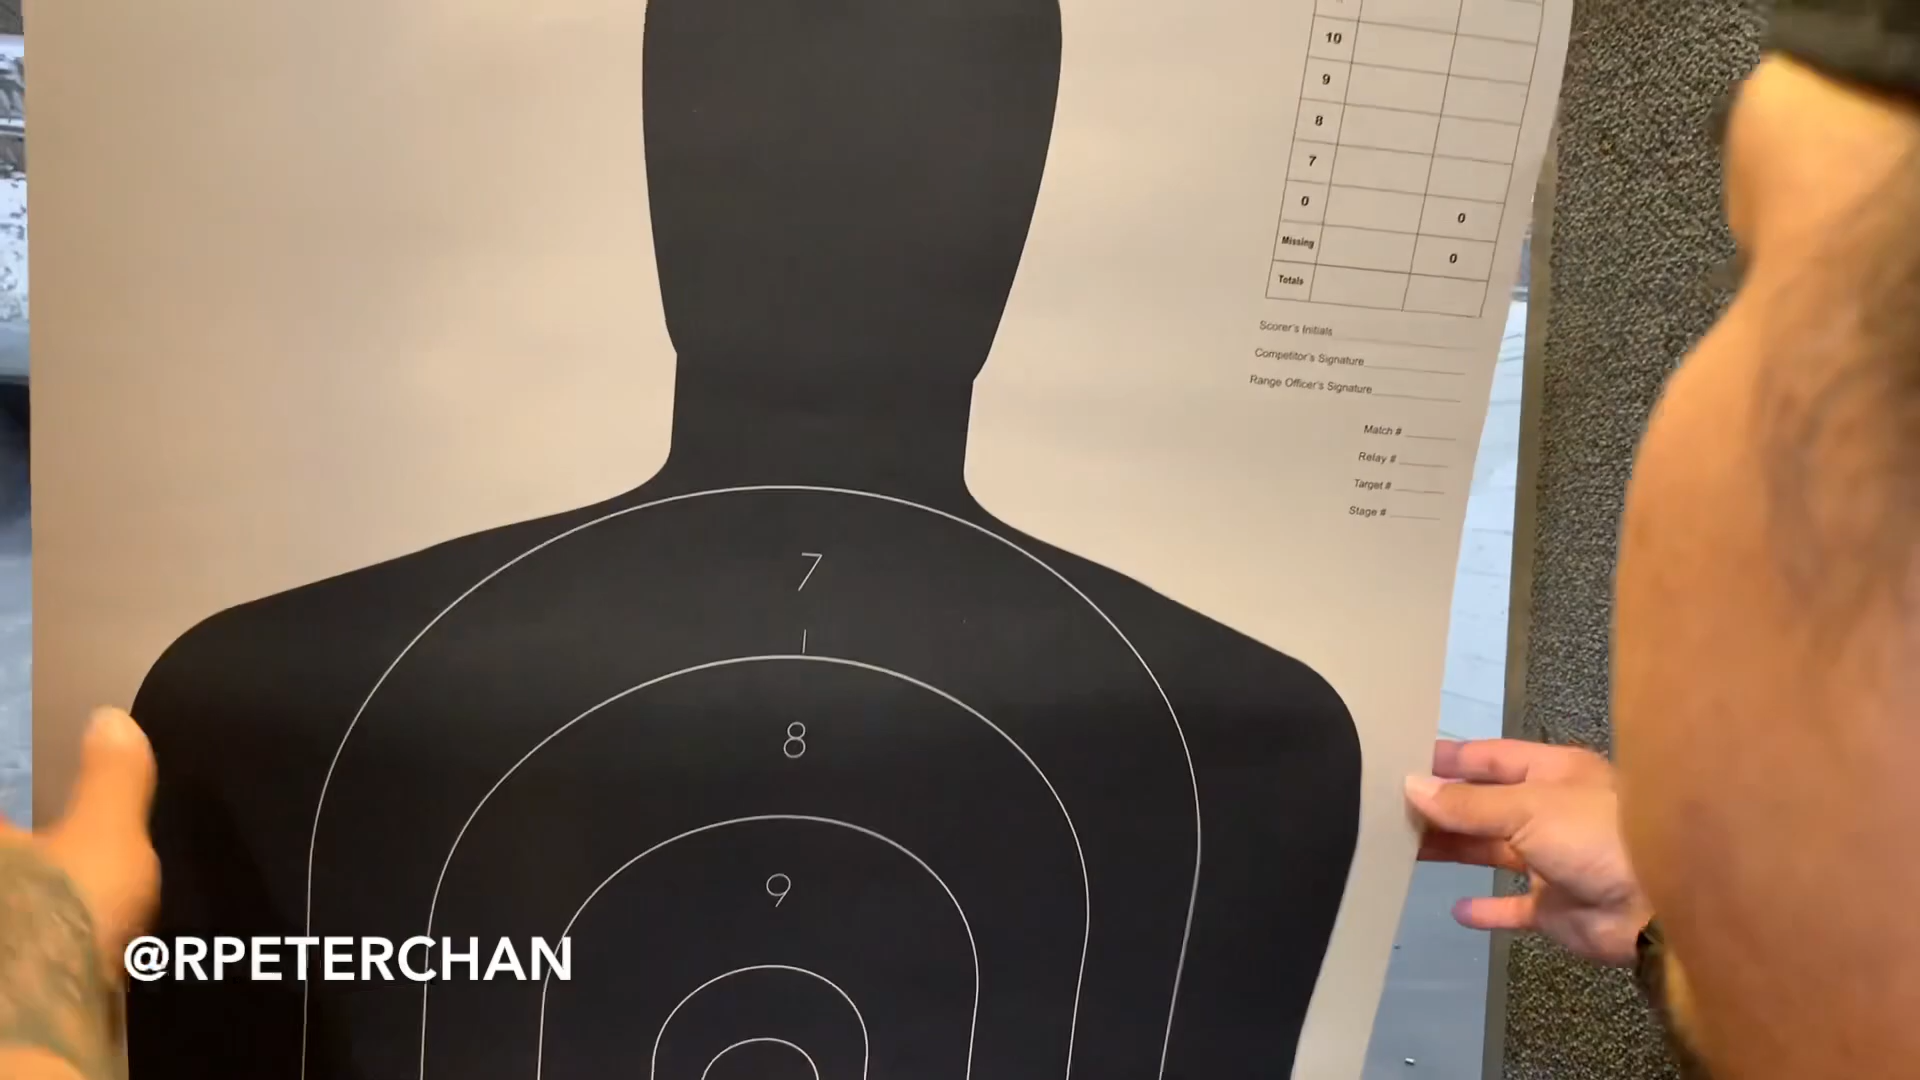 10
9
8
7
0 0
Missing 0
Totals
Scorer's Initials
Competitor's Signature
Range Officer's Signature
Match #
Relay #
Target #
Stage #
7
8
9
@RPETERCHAN